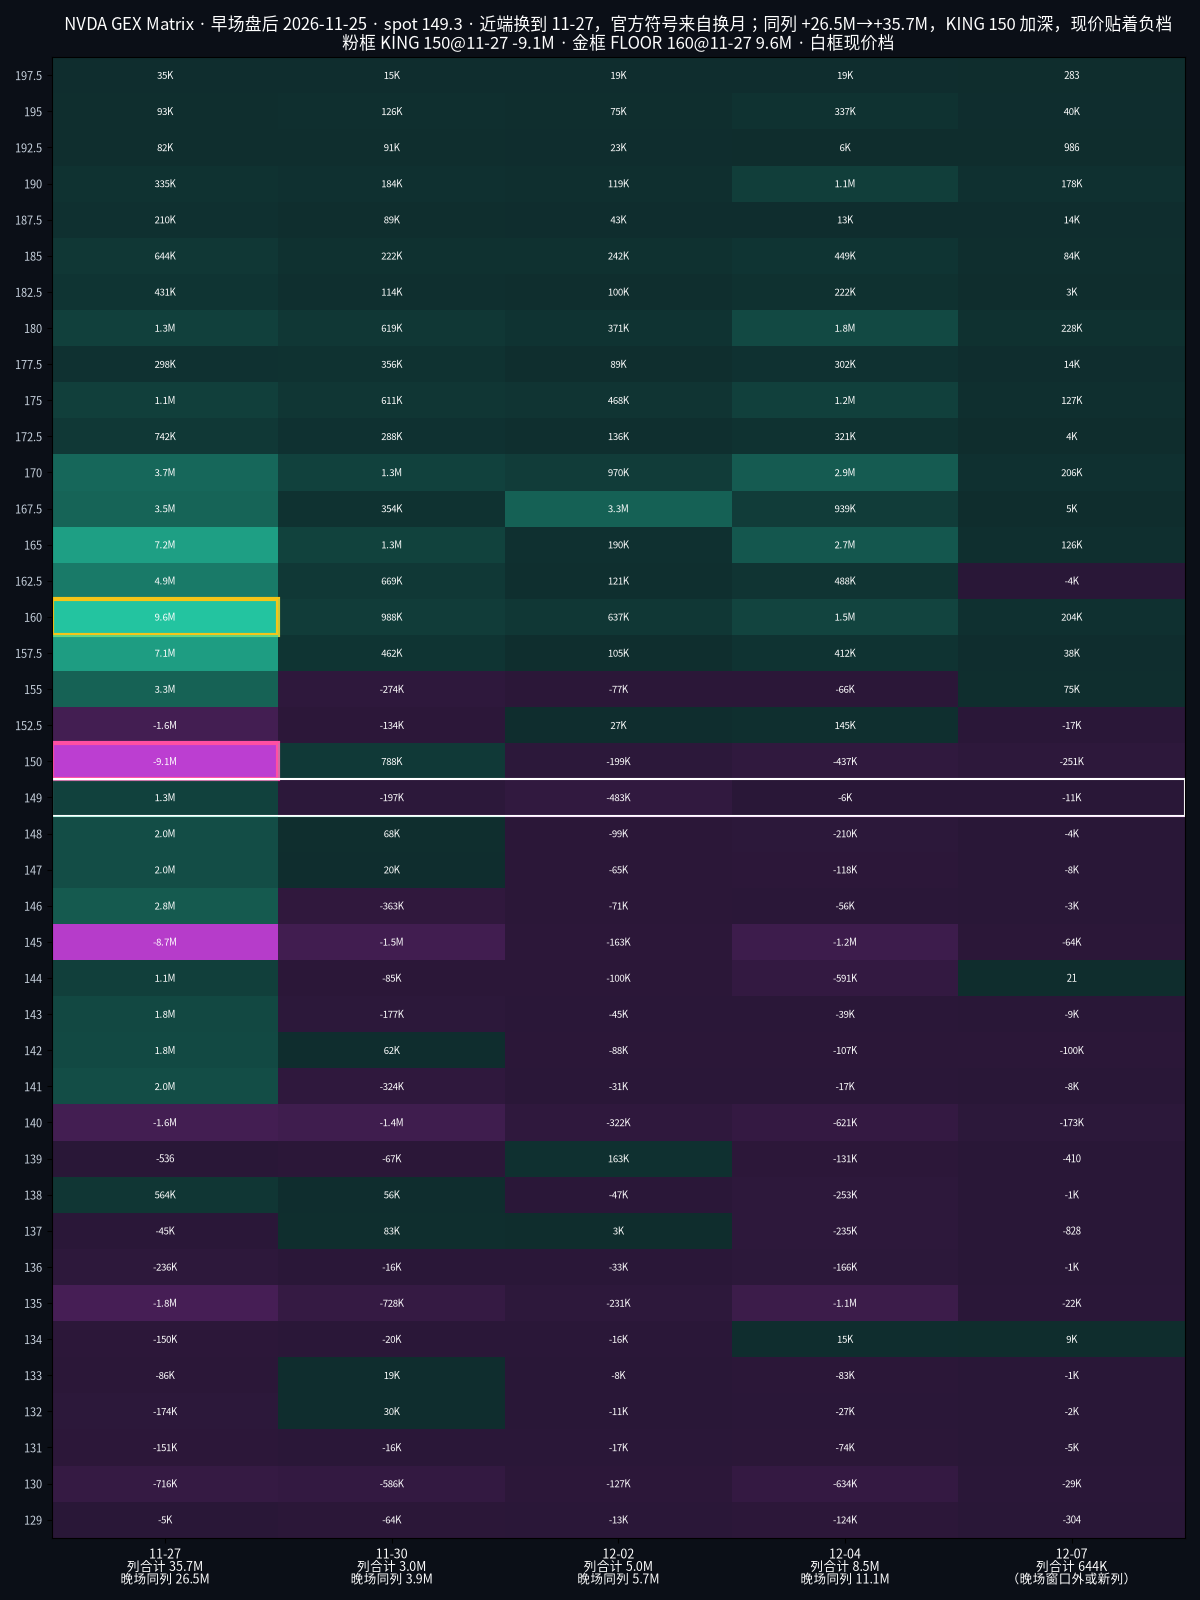 NVDA GEX Matrix · 早场盘后 2026-11-25 · spot 149.3 · 近端换到 11-27，官方符号来自换月；同列 +26.5M→+35.7M，KING 150 加深，现价贴着负档
粉框 KING 150@11-27 -9.1M · 金框 FLOOR 160@11-27 9.6M · 白框现价档
197.5 35K 15K 19K 19K 283
195 93K 126K 75K 337K 40K
192.5 82K 91K 23K 6K 986
190 335K 184K 119K 1.1M 178K
187.5 210K 89K 43K 13K 14K
185 644K 222K 242K 449K 84K
182.5 431K 114K 100K 222K 3K
180 1.3M 619K 371K 1.8M 228K
177.5 298K 356K 89K 302K 14K
175 1.1M 611K 468K 1.2M 127K
172.5 742K 288K 136K 321K 4K
170 3.7M 1.3M 970K 2.9M 206K
167.5 3.5M 354K 3.3M 939K 5K
165 7.2M 1.3M 190K 2.7M 126K
162.5 4.9M 669K 121K 488K -4K
160 9.6M 988K 637K 1.5M 204K
157.5 7.1M 462K 105K 412K 38K
155 3.3M -274K -77K -66K 75K
152.5 -1.6M -134K 27K 145K -17K
150 -9.1M 788K -199K -437K -251K
149 1.3M -197K -483K -6K -11K
148 2.0M 68K -99K -210K -4K
147 2.0M 20K -65K -118K -8K
146 2.8M -363K -71K -56K -3K
145 -8.7M -1.5M -163K -1.2M -64K
144 1.1M -85K -100K -591K 21
143 1.8M -177K -45K -39K -9K
142 1.8M 62K -88K -107K -100K
141 2.0M -324K -31K -17K -8K
140 -1.6M -1.4M -322K -621K -173K
139 -536 -67K 163K -131K -410
138 564K 56K -47K -253K -1K
137 -45K 83K 3K -235K -828
136 -236K -16K -33K -166K -1K
135 -1.8M -728K -231K -1.1M -22K
134 -150K -20K -16K 15K 9K
133 -86K 19K -8K -83K -1K
132 -174K 30K -11K -27K -2K
131 -151K -16K -17K -74K -5K
130 -716K -586K -127K -634K -29K
129 -5K -64K -13K -124K -304
11-27 11-30 12-02 12-04 12-07
列合计 35.7M 列合计 3.0M 列合计 5.0M 列合计 8.5M 列合计 644K
晚场同列 26.5M 晚场同列 3.9M 晚场同列 5.7M 晚场同列 11.1M （晚场窗口外或新列）